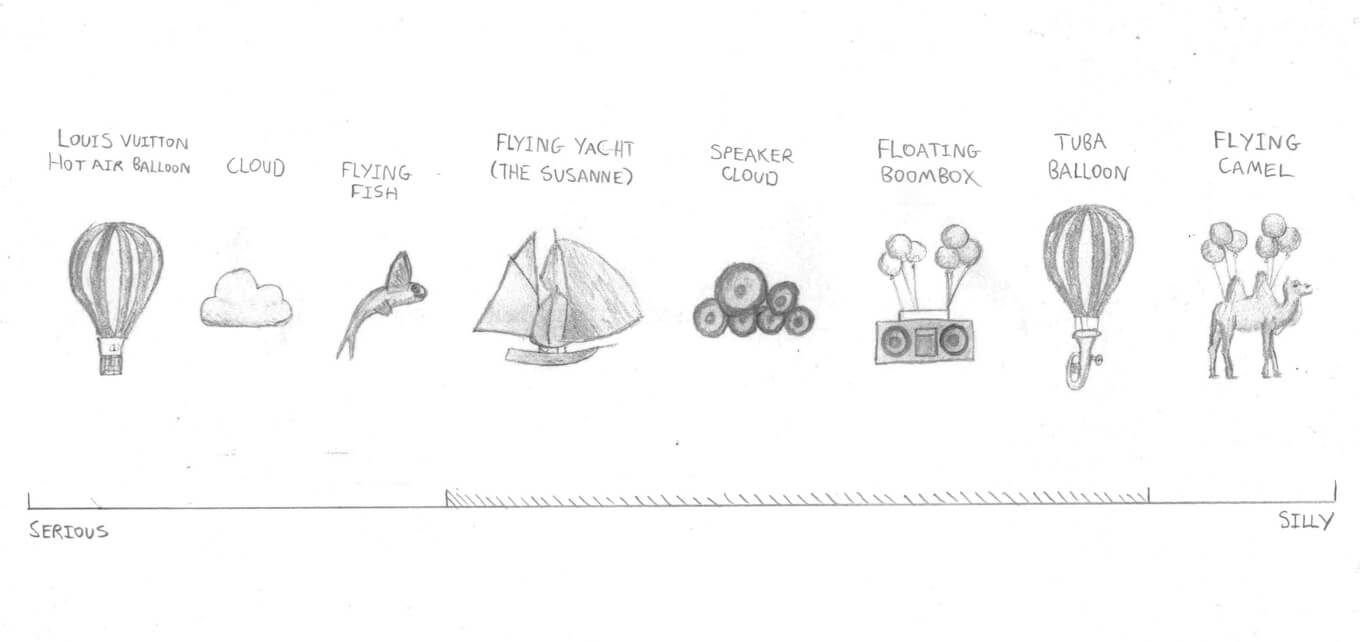 LOUIS VUITTON
HOT AIR BALLOON
CLOUD
FLYING
FISH
FLYING YACHT
(THE SUSANNE)
SPEAKER
CLOUD
FLOATING
BOOMBOX
TUBA
BALLOON
FLYING
CAMEL
SERIOUS
SILLY